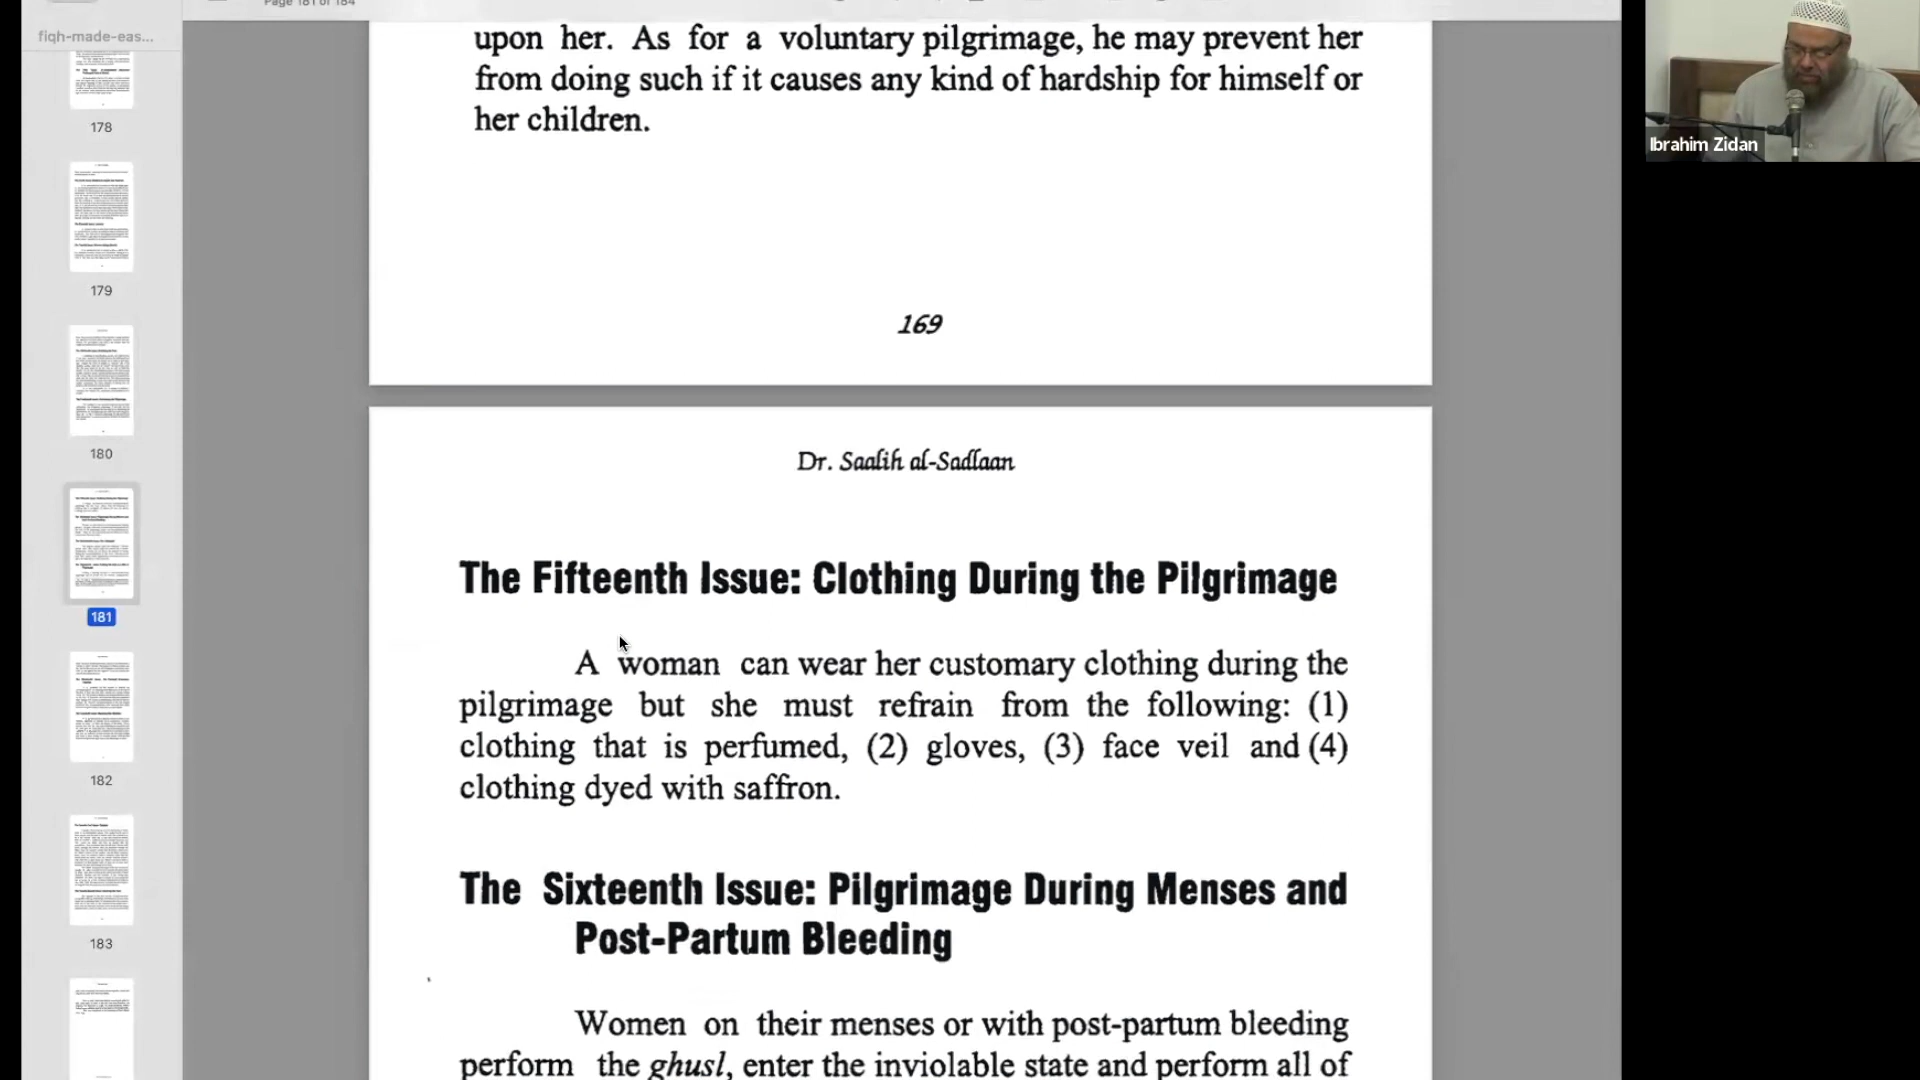 Page 181 of 184
fiqh-made-eas...
178
179
180
181
182
183
upon her. As for a voluntary pilgrimage, he may prevent her
from doing such if it causes any kind of hardship for himself or
her children.
169
Dr. Saalih al-Sadlaan
The Fifteenth Issue: Clothing During the Pilgrimage
A woman can wear her customary clothing during the
pilgrimage but she must refrain from the following: (1)
clothing that is perfumed, (2) gloves, (3) face veil and (4)
clothing dyed with saffron.
The Sixteenth Issue: Pilgrimage During Menses and
Post-Partum Bleeding
Women on their menses or with post-partum bleeding
perform the ghusl, enter the inviolable state and perform all of
Ibrahim Zidan